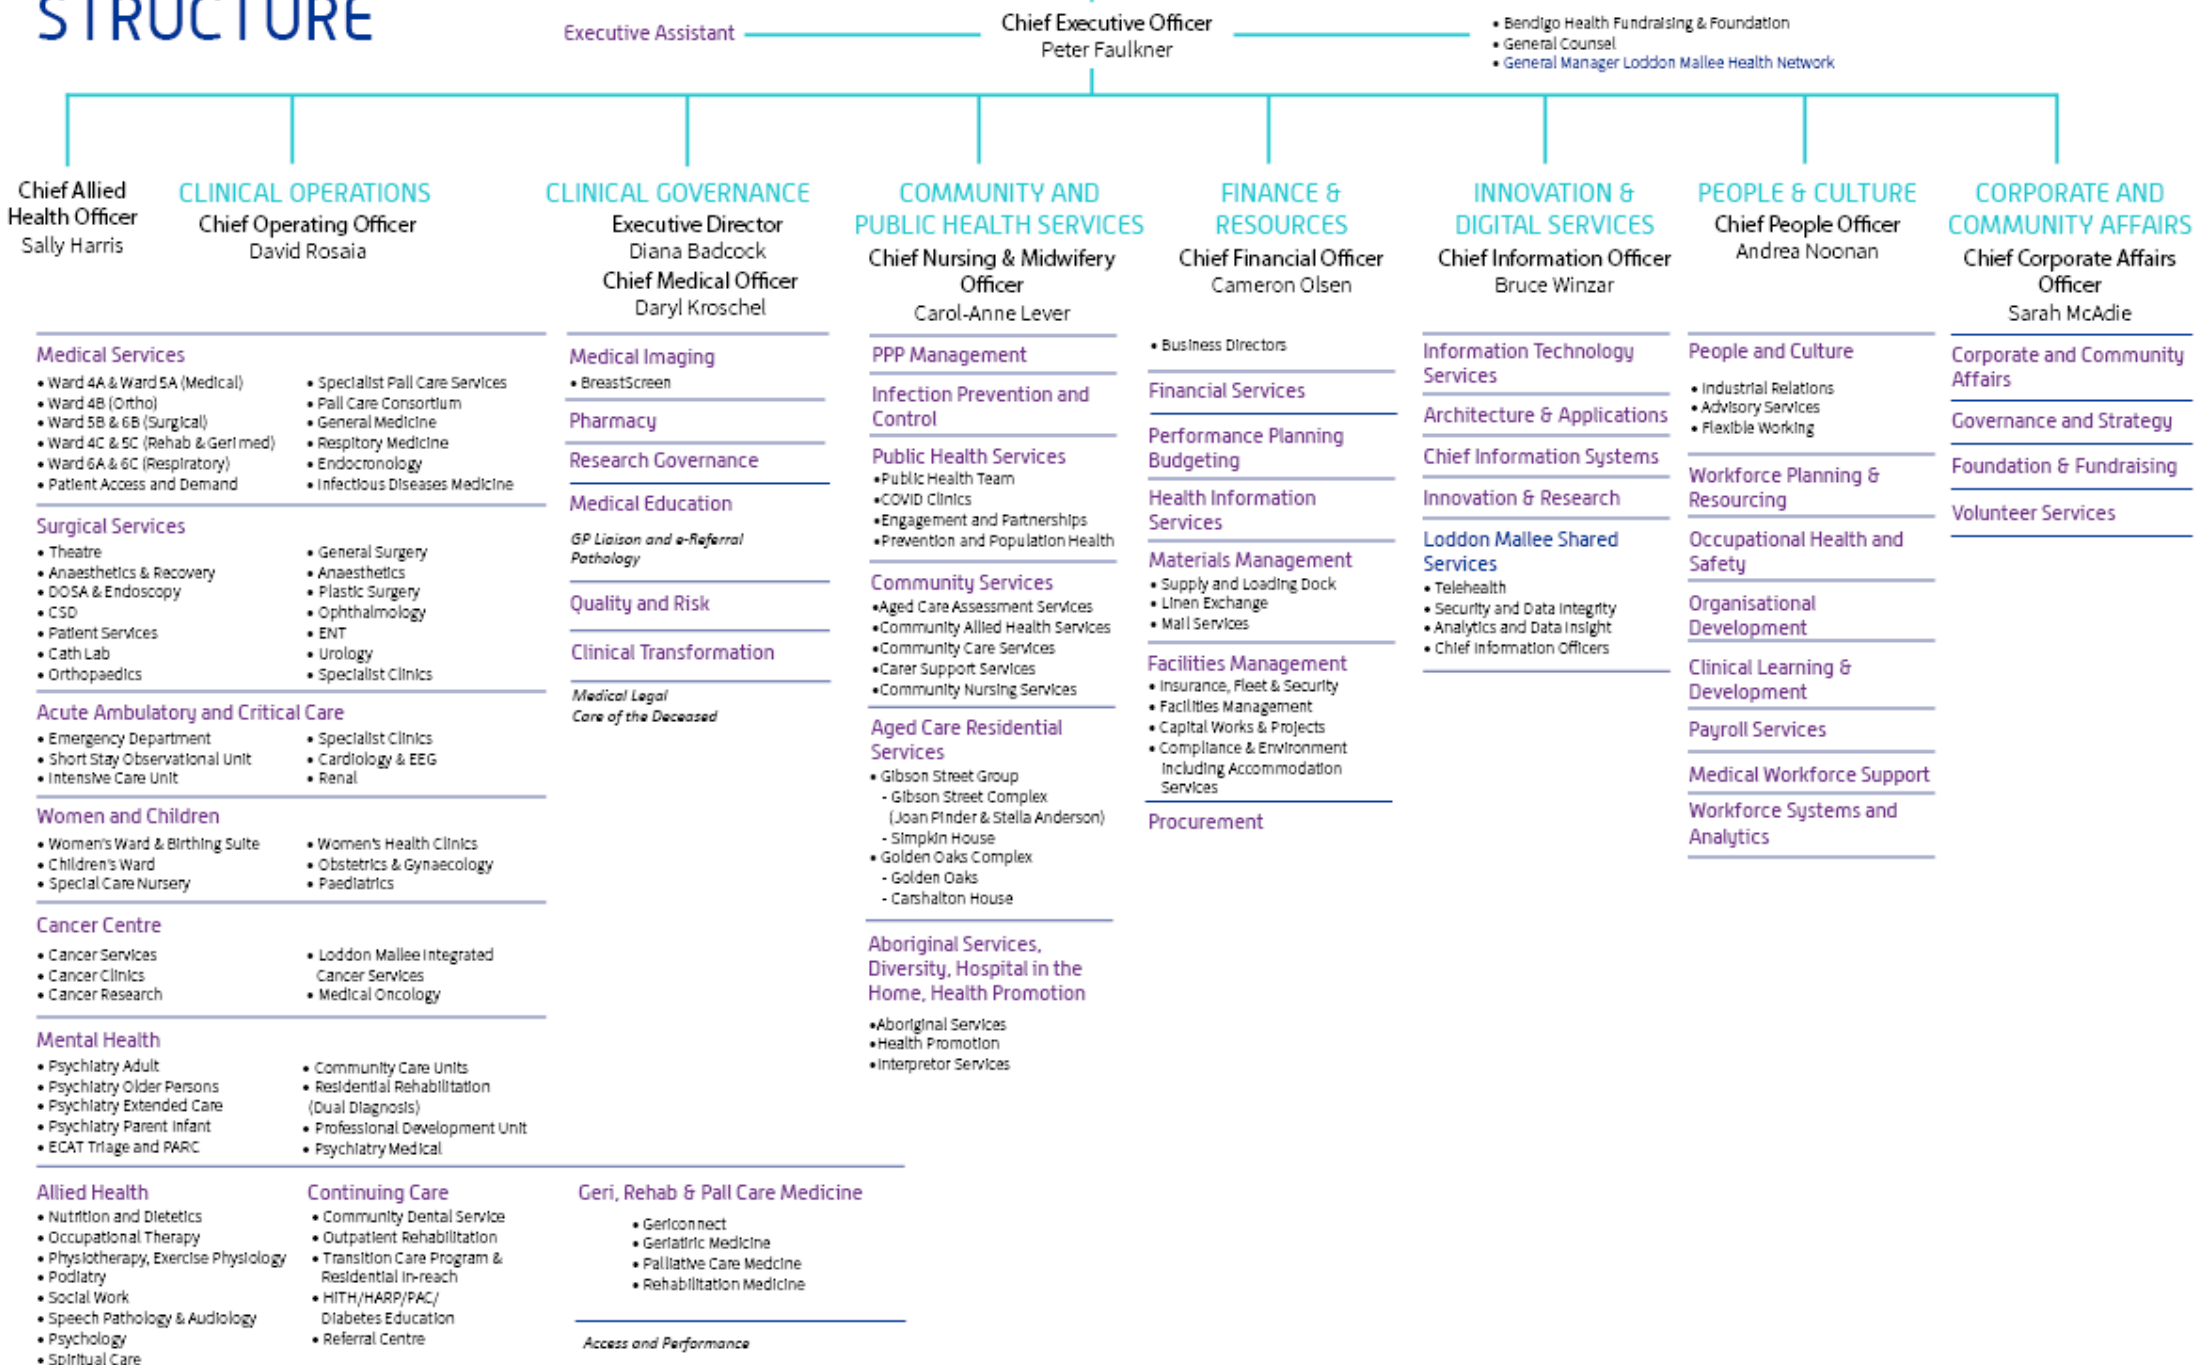 STRUCTURE
Executive Assistant
Chief Executive Officer
Peter Faulkner
• Bendigo Health Fundraising & Foundation
• General Counsel
• General Manager Loddon Mallee Health Network
Chief Allied
Health Officer
Sally Harris
CLINICAL OPERATIONS
Chief Operating Officer
David Rosaia
CLINICAL GOVERNANCE
Executive Director
Diana Badcock
Chief Medical Officer
Daryl Kroschel
COMMUNITY AND
PUBLIC HEALTH SERVICES
Chief Nursing & Midwifery
Officer
Carol-Anne Lever
FINANCE &
RESOURCES
Chief Financial Officer
Cameron Olsen
INNOVATION &
DIGITAL SERVICES
Chief Information Officer
Bruce Winzar
PEOPLE & CULTURE
Chief People Officer
Andrea Noonan
CORPORATE AND
COMMUNITY AFFAIRS
Chief Corporate Affairs
Officer
Sarah McAdie
Medical Services
• Ward 4A & Ward 5A (Medical)
• Ward 4B (Ortho)
• Ward 5B & 6B (Surgical)
• Ward 4C & 5C (Rehab & Geri med)
• Ward 6A & 6C (Respiratory)
• Patient Access and Demand
• Specialist Pall Care Services
• Pall Care Consortium
• General Medicine
• Respitory Medicine
• Endocronology
• Infectious Diseases Medicine
Surgical Services
• Theatre
• Anaesthetics & Recovery
• DOSA & Endoscopy
• CSD
• Patient Services
• Cath Lab
• Orthopaedics
• General Surgery
• Anaesthetics
• Plastic Surgery
• Ophthalmology
• ENT
• Urology
• Specialist Clinics
Acute Ambulatory and Critical Care
• Emergency Department
• Short Stay Observational Unit
• Intensive Care Unit
• Specialist Clinics
• Cardiology & EEG
• Renal
Women and Children
• Women's Ward & Birthing Suite
• Children's Ward
• Special Care Nursery
• Women's Health Clinics
• Obstetrics & Gynaecology
• Paediatrics
Cancer Centre
• Cancer Services
• Cancer Clinics
• Cancer Research
• Loddon Mallee Integrated
Cancer Services
• Medical Oncology
Mental Health
• Psychiatry Adult
• Psychiatry Older Persons
• Psychiatry Extended Care
• Psychiatry Parent Infant
• ECAT Triage and PARC
• Community Care Units
• Residential Rehabilitation
(Dual Diagnosis)
• Professional Development Unit
• Psychiatry Medical
Allied Health
• Nutrition and Dietetics
• Occupational Therapy
• Physiotherapy, Exercise Physiology
• Podiatry
• Social Work
• Speech Pathology & Audiology
• Psychology
• Spiritual Care
Continuing Care
• Community Dental Service
• Outpatient Rehabilitation
• Transition Care Program &
Residential In-reach
• HITH/HARP/PAC/
Diabetes Education
• Referral Centre
Geri, Rehab & Pall Care Medicine
• Gericonnect
• Geriatric Medicine
• Palliative Care Medcine
• Rehabilitation Medicine
Access and Performance
Medical Imaging
• BreastScreen
Pharmacy
Research Governance
Medical Education
GP Liaison and e-Referral
Pathology
Quality and Risk
Clinical Transformation
Medical Legal
Care of the Deceased
PPP Management
Infection Prevention and
Control
Public Health Services
•Public Health Team
•COVID Clinics
•Engagement and Partnerships
•Prevention and Population Health
Community Services
•Aged Care Assessment Services
•Community Allied Health Services
•Community Care Services
•Carer Support Services
•Community Nursing Services
Aged Care Residential
Services
• Gibson Street Group
- Gibson Street Complex
(Joan Pinder & Stella Anderson)
- Simpkin House
• Golden Oaks Complex
- Golden Oaks
- Carshalton House
Aboriginal Services,
Diversity, Hospital in the
Home, Health Promotion
•Aboriginal Services
•Health Promotion
•Interpretor Services
• Business Directors
Financial Services
Performance Planning
Budgeting
Health Information
Services
Materials Management
• Supply and Loading Dock
• Linen Exchange
• Mail Services
Facilities Management
• Insurance, Fleet & Security
• Facilities Management
• Capital Works & Projects
• Compliance & Environment
Including Accommodation
Services
Procurement
Information Technology
Services
Architecture & Applications
Chief Information Systems
Innovation & Research
Loddon Mallee Shared
Services
• Telehealth
• Security and Data Integrity
• Analytics and Data Insight
• Chief Information Officers
People and Culture
• Industrial Relations
• Advisory Services
• Flexible Working
Workforce Planning &
Resourcing
Occupational Health and
Safety
Organisational
Development
Clinical Learning &
Development
Payroll Services
Medical Workforce Support
Workforce Systems and
Analytics
Corporate and Community
Affairs
Governance and Strategy
Foundation & Fundraising
Volunteer Services